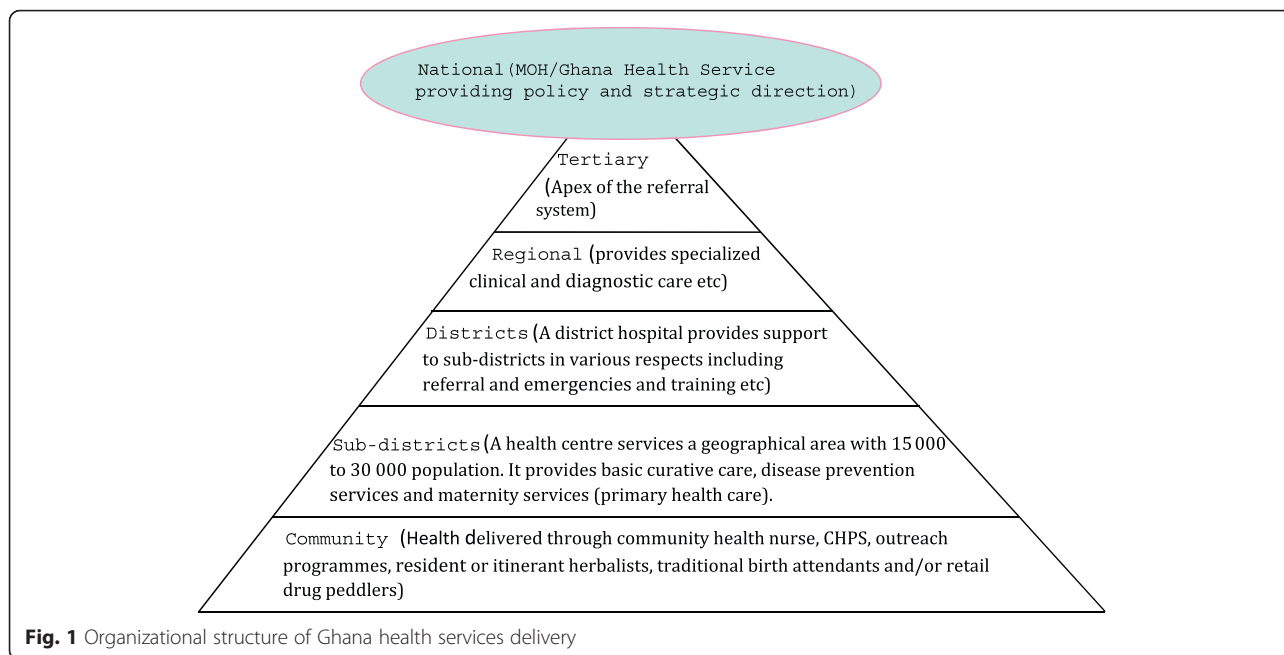 National(MOH/Ghana Health Service
providing policy and strategic direction)
Tertiary
(Apex of the referral
system)
Regional (provides specialized
clinical and diagnostic care etc)
Districts (A district hospital provides support
to sub-districts in various respects including
referral and emergencies and training etc)
Sub-districts (A health centre services a geographical area with 15 000
to 30 000 population. It provides basic curative care, disease prevention
services and maternity services (primary health care).
Community (Health delivered through community health nurse, CHPS, outreach
programmes, resident or itinerant herbalists, traditional birth attendants and/or retail
drug peddlers)
Fig. 1 Organizational structure of Ghana health services delivery